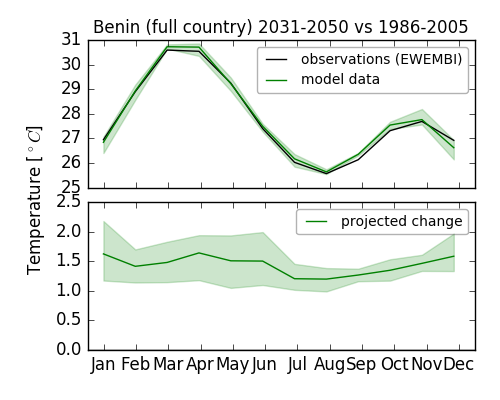 Benin (full country) 2031-2050 vs 1986-2005
31
30
29
28
27
26
25
observations (EWEMBI)
model data
Temperature [°C]
2.5
2.0
1.5
1.0
0.5
0.0
projected change
Jan Feb Mar Apr May Jun Jul Aug Sep Oct Nov Dec